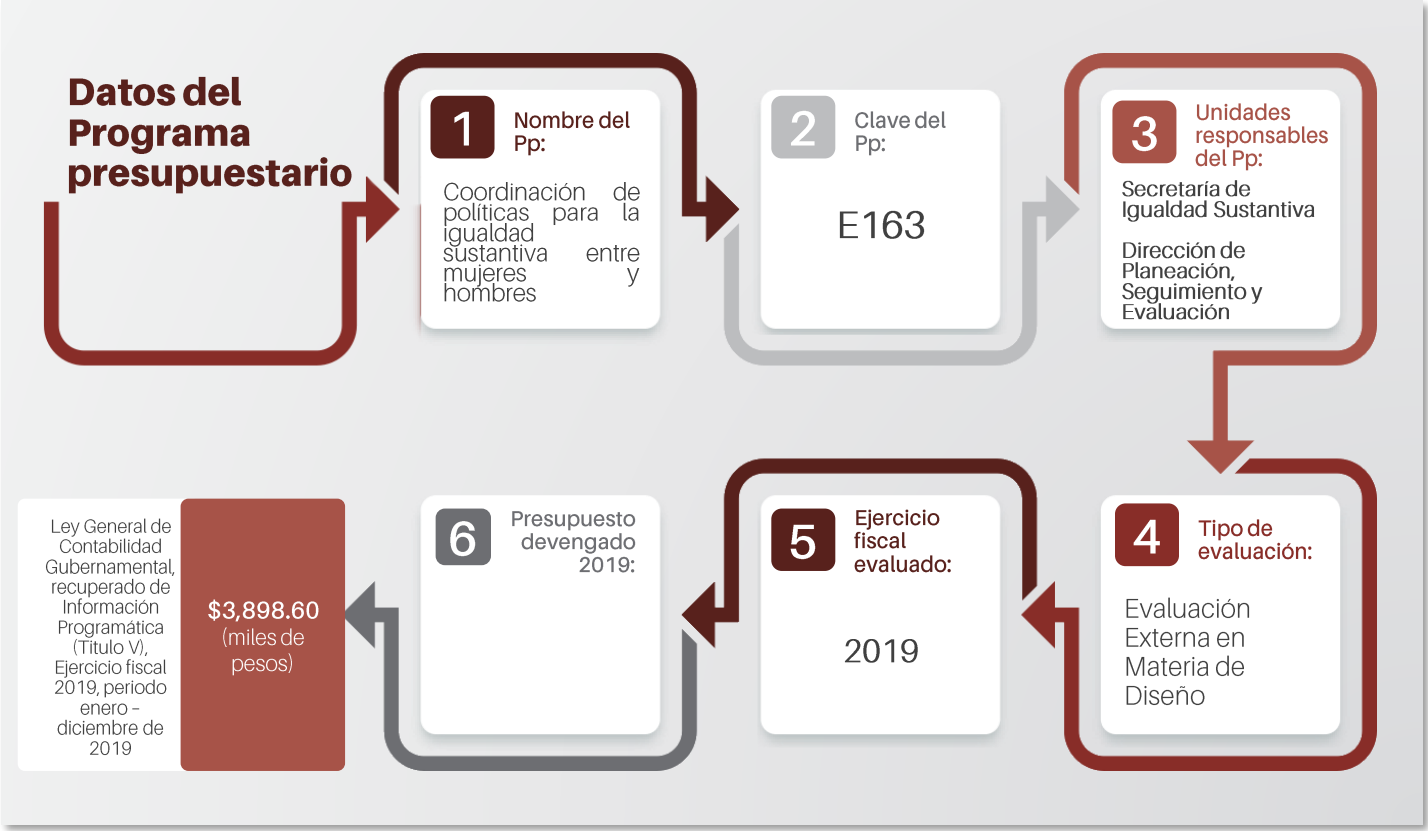 Datos del
Programa
presupuestario
1
Nombre del
Pp:
Coordinación de
políticas para la
igualdad
sustantiva entre
mujeres y
hombres
2
Clave del
Pp:
E163
3
Unidades
responsables
del Pp:
Secretaría de
Igualdad Sustantiva
Dirección de
Planeación,
Seguimiento y
Evaluación
4
Tipo de
evaluación:
Evaluación
Externa en
Materia de
Diseño
5
Ejercicio
fiscal
evaluado:
2019
6
Presupuesto
devengado
2019:
$3,898.60
(miles de
pesos)
Ley General de
Contabilidad
Gubernamental,
recuperado de
Información
Programática
(Titulo V),
Ejercicio fiscal
2019, periodo
enero –
diciembre de
2019